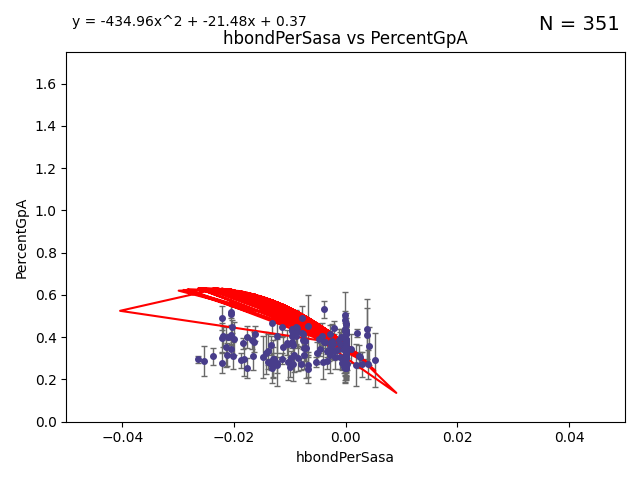 y = -434.96x^2 + -21.48x + 0.37
N = 351
hbondPerSasa vs PercentGpA
PercentGpA
1.6
1.4
1.2
1.0
0.8
0.6
0.4
0.2
0.0
−0.04 −0.02 0.00 0.02 0.04
hbondPerSasa